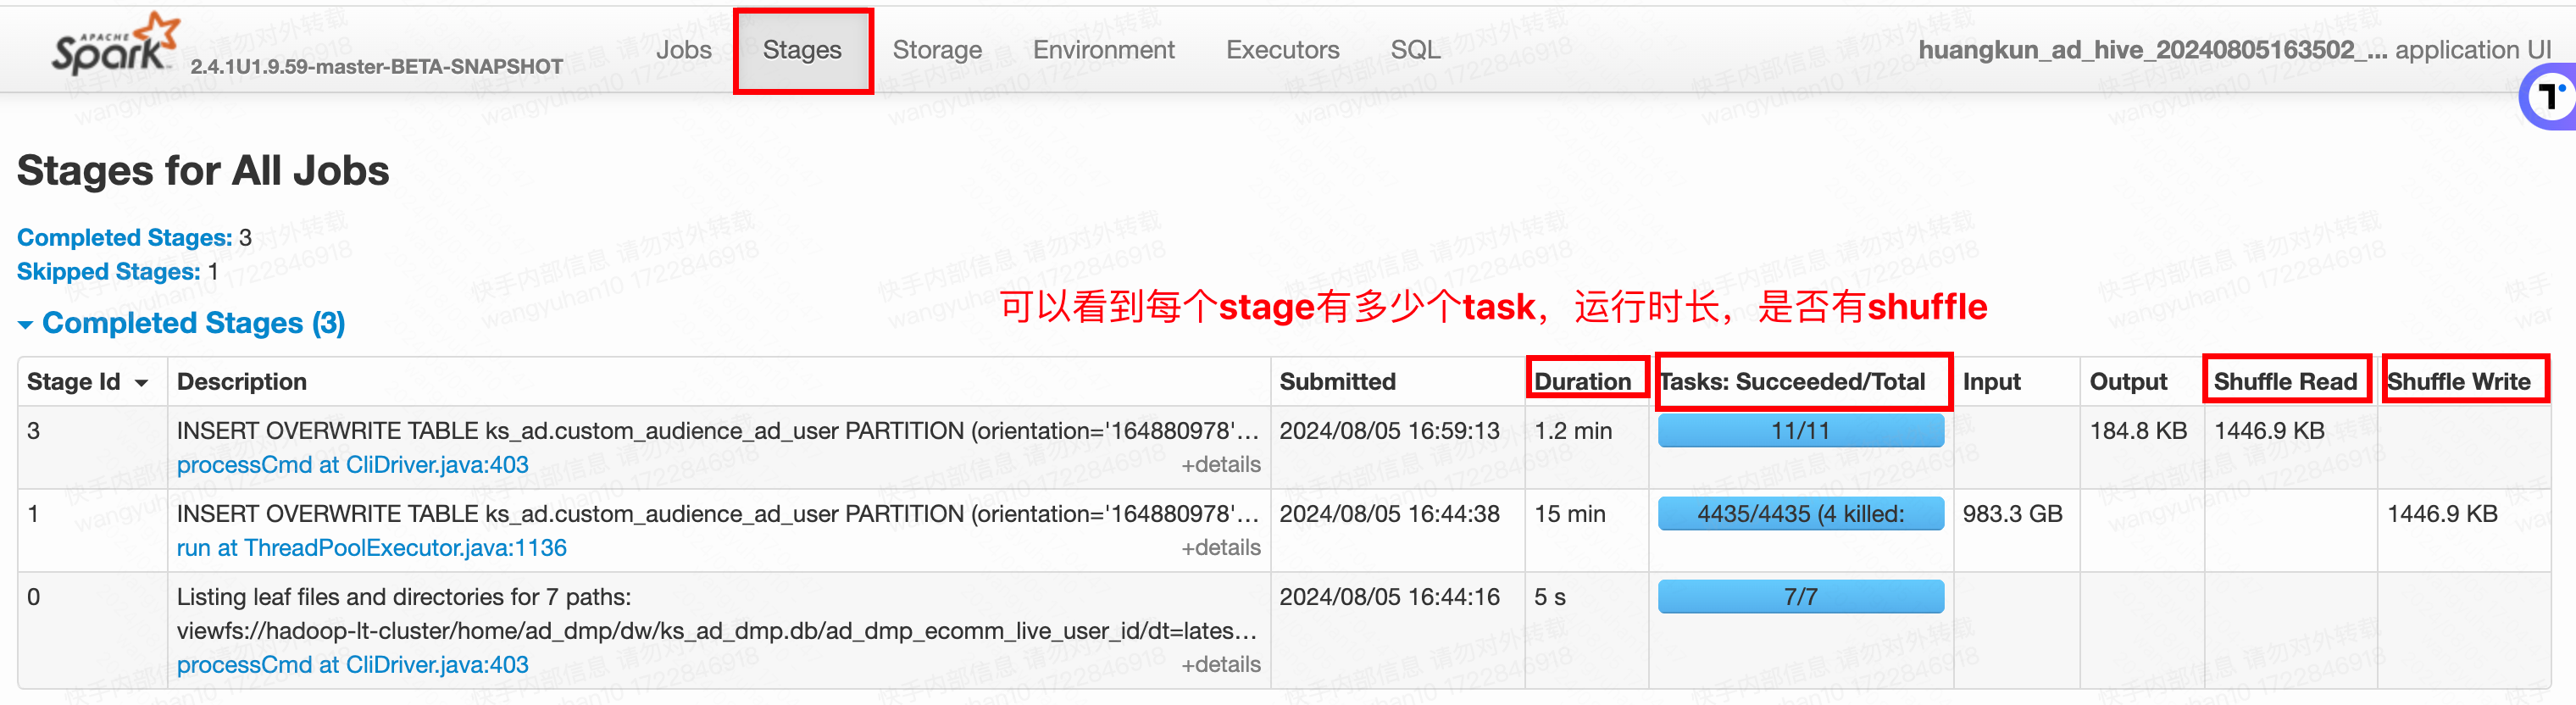 APACHE
Spark 2.4.1U1.9.59-master-BETA-SNAPSHOT Jobs Stages Storage Environment Executors SQL huangkun_ad_hive_20240805163502_... application UI
Stages for All Jobs
Completed Stages: 3
Skipped Stages: 1
可以看到每个stage有多少个task，运行时长，是否有shuffle
Completed Stages (3)
Stage Id Description Submitted Duration Tasks: Succeeded/Total Input Output Shuffle Read Shuffle Write
3 INSERT OVERWRITE TABLE ks_ad.custom_audience_ad_user PARTITION (orientation='164880978'... 2024/08/05 16:59:13 1.2 min 11/11 184.8 KB 1446.9 KB
processCmd at CliDriver.java:403 +details
1 INSERT OVERWRITE TABLE ks_ad.custom_audience_ad_user PARTITION (orientation='164880978'... 2024/08/05 16:44:38 15 min 4435/4435 (4 killed: 983.3 GB 1446.9 KB
run at ThreadPoolExecutor.java:1136 +details
0 Listing leaf files and directories for 7 paths: 2024/08/05 16:44:16 5 s 7/7
viewfs://hadoop-lt-cluster/home/ad_dmp/dw/ks_ad_dmp.db/ad_dmp_ecomm_live_user_id/dt=lates...
processCmd at CliDriver.java:403 +details
快手内部信息 请勿对外转载
wangyuhan10 1722846918